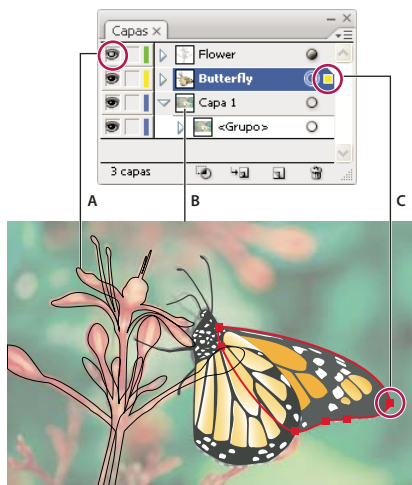 Capas
Flower
Butterfly
Capa 1
<Grupo>
3 capas
A B C